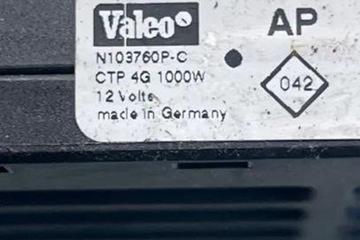 Valeo
AP
N103760P-C
CTP 4G 1000W
12 Volts
made in Germany
042